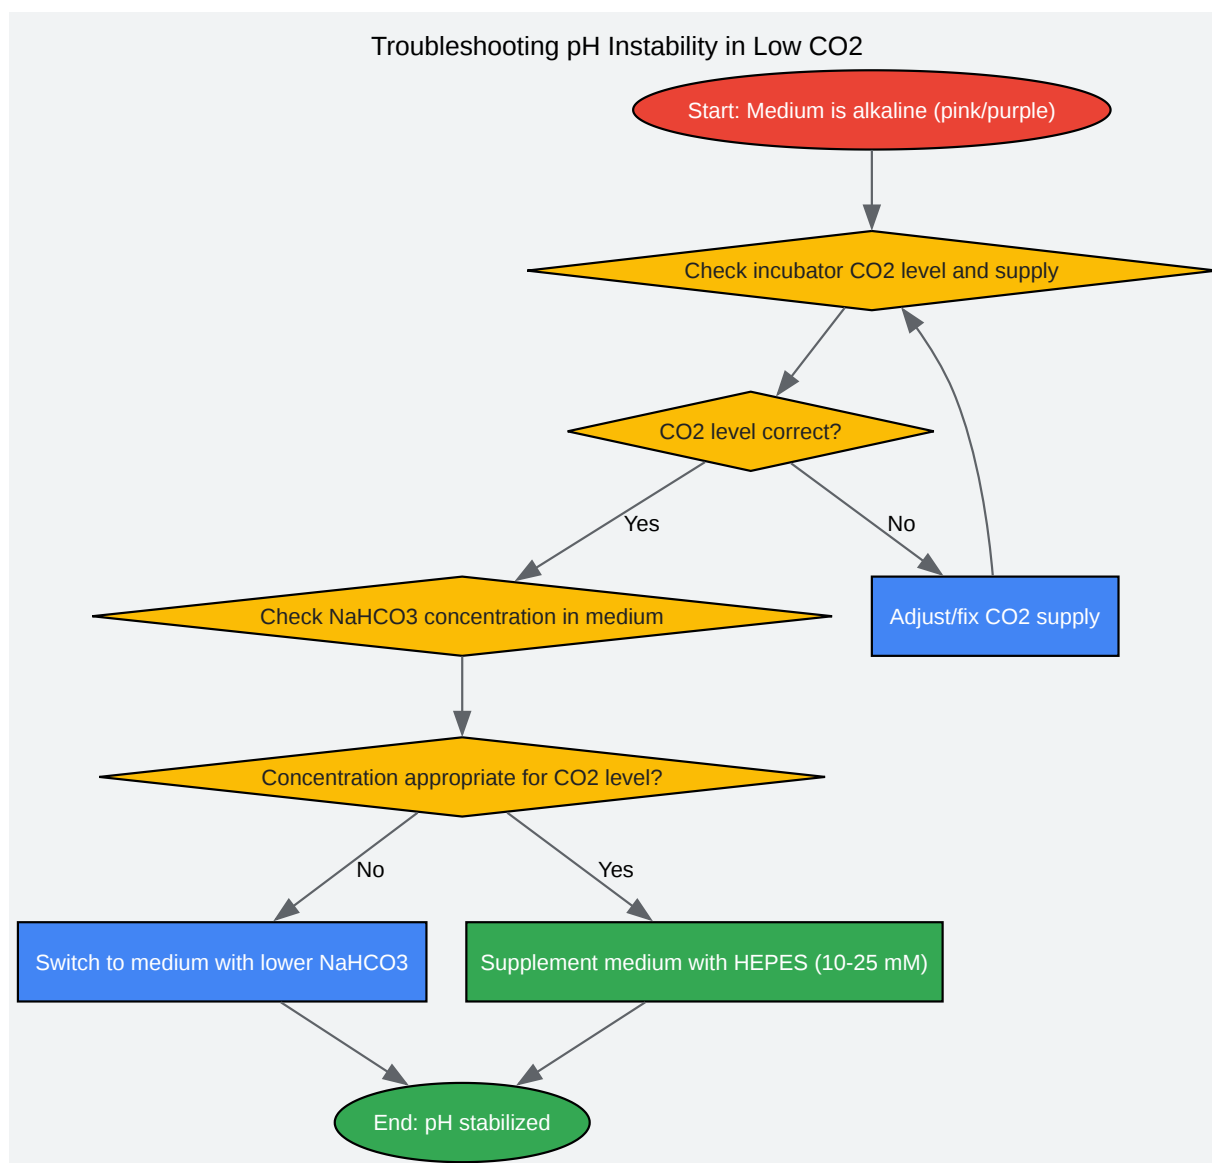 Troubleshooting pH Instability in Low CO2
Start: Medium is alkaline (pink/purple)
Check incubator CO2 level and supply
CO2 level correct?
Yes
No
Check NaHCO3 concentration in medium
Adjust/fix CO2 supply
Concentration appropriate for CO2 level?
No
Yes
Switch to medium with lower NaHCO3
Supplement medium with HEPES (10-25 mM)
End: pH stabilized